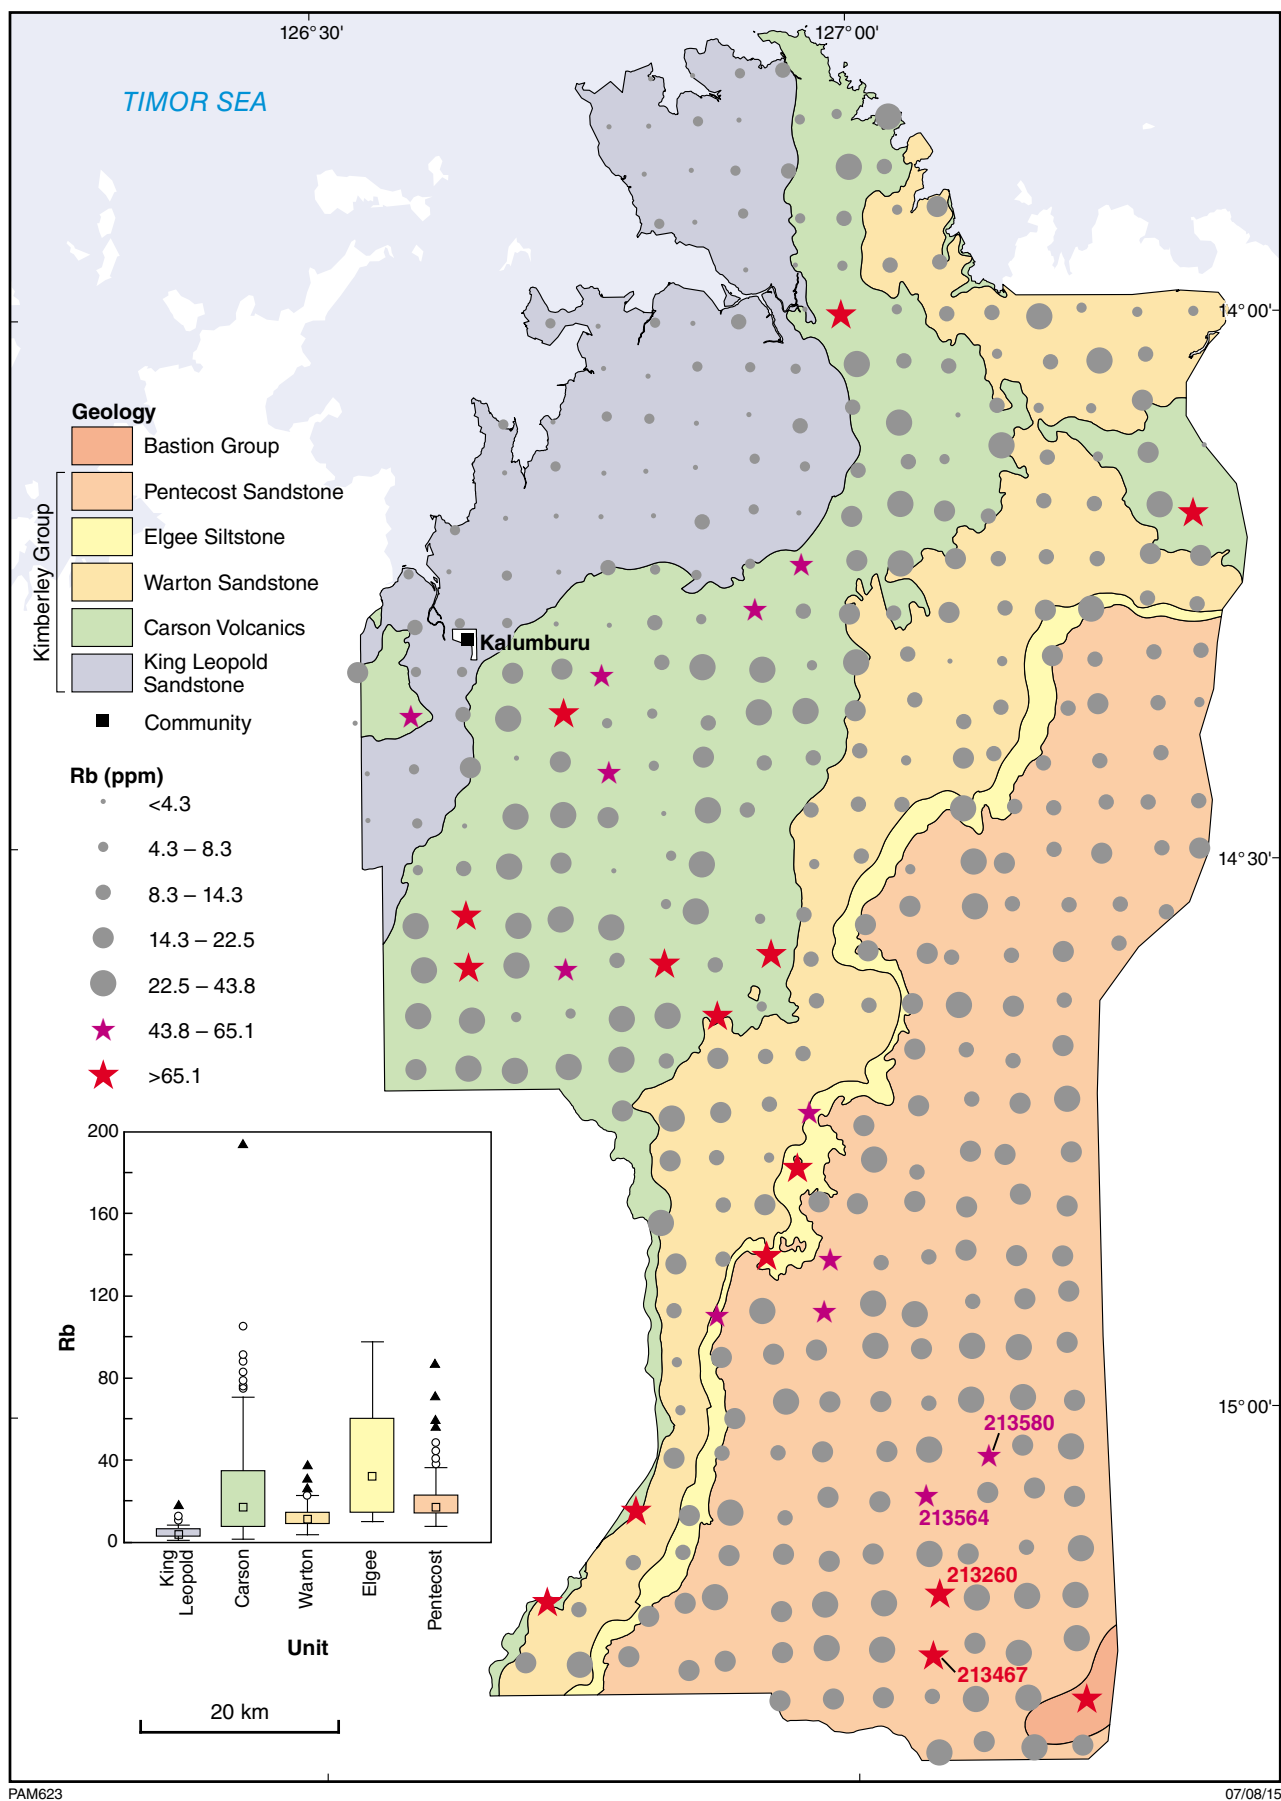 126°30'
127°00'
TIMOR SEA
14°00'
Geology
Bastion Group
Pentecost Sandstone
Elgee Siltstone
Warton Sandstone
Carson Volcanics
King Leopold
Sandstone
Kimberley Group
Community
Kalumburu
Rb (ppm)
<4.3
4.3 – 8.3
8.3 – 14.3
14.3 – 22.5
22.5 – 43.8
43.8 – 65.1
>65.1
14°30'
15°00'
213580
213564
213260
213467
200
160
120
80
40
0
Rb
King
Leopold
Carson
Warton
Elgee
Pentecost
Unit
20 km
PAM623
07/08/15